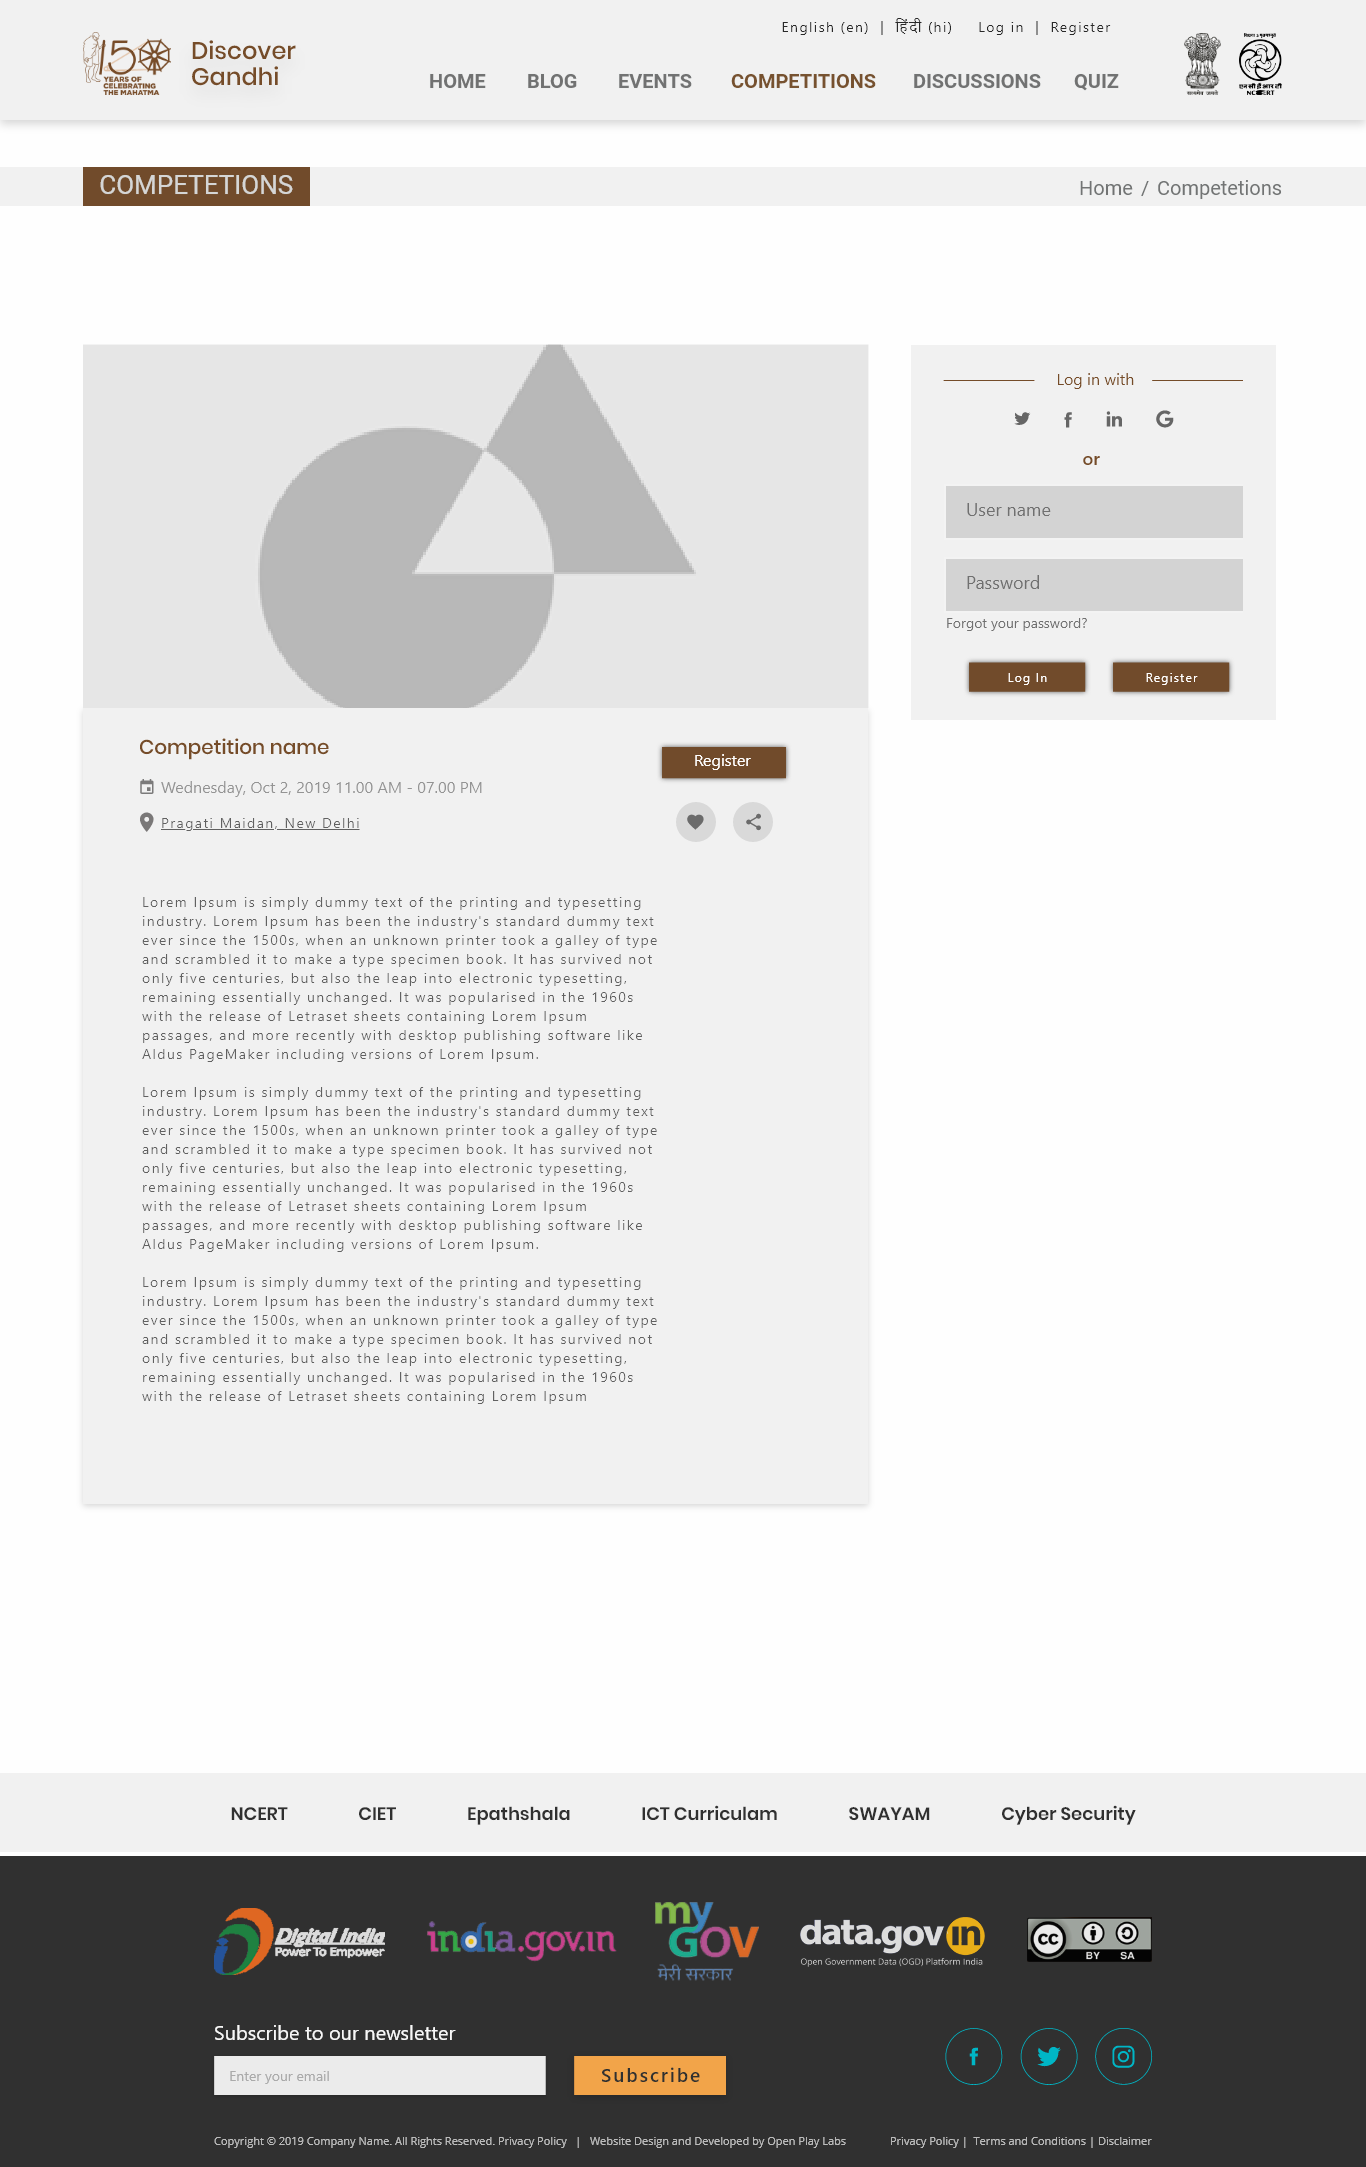 English (en) | हिंदी (hi) Log in | Register
150
YEARS OF
CELEBRATING
THE MAHATMA
Discover
Gandhi
HOME BLOG EVENTS COMPETITIONS DISCUSSIONS QUIZ
सत्यमेव जयते
एन सी ई आर टी
NCERT
COMPETETIONS
Home / Competetions
Log in with
or
User name
Password
Forgot your password?
Log In Register
Competition name
Register
Wednesday, Oct 2, 2019 11.00 AM - 07.00 PM
Pragati Maidan, New Delhi
Lorem Ipsum is simply dummy text of the printing and typesetting
industry. Lorem Ipsum has been the industry's standard dummy text
ever since the 1500s, when an unknown printer took a galley of type
and scrambled it to make a type specimen book. It has survived not
only five centuries, but also the leap into electronic typesetting,
remaining essentially unchanged. It was popularised in the 1960s
with the release of Letraset sheets containing Lorem Ipsum
passages, and more recently with desktop publishing software like
Aldus PageMaker including versions of Lorem Ipsum.
Lorem Ipsum is simply dummy text of the printing and typesetting
industry. Lorem Ipsum has been the industry's standard dummy text
ever since the 1500s, when an unknown printer took a galley of type
and scrambled it to make a type specimen book. It has survived not
only five centuries, but also the leap into electronic typesetting,
remaining essentially unchanged. It was popularised in the 1960s
with the release of Letraset sheets containing Lorem Ipsum
passages, and more recently with desktop publishing software like
Aldus PageMaker including versions of Lorem Ipsum.
Lorem Ipsum is simply dummy text of the printing and typesetting
industry. Lorem Ipsum has been the industry's standard dummy text
ever since the 1500s, when an unknown printer took a galley of type
and scrambled it to make a type specimen book. It has survived not
only five centuries, but also the leap into electronic typesetting,
remaining essentially unchanged. It was popularised in the 1960s
with the release of Letraset sheets containing Lorem Ipsum
NCERT CIET Epathshala ICT Curriculam SWAYAM Cyber Security
Digital India
Power To Empower
india.gov.in
my
GOV
मेरी सरकार
data.gov in
Open Government Data (OGD) Platform India
cc BY SA
Subscribe to our newsletter
Enter your email
Subscribe
Copyright © 2019 Company Name. All Rights Reserved. Privacy Policy | Website Design and Developed by Open Play Labs Privacy Policy | Terms and Conditions | Disclaimer